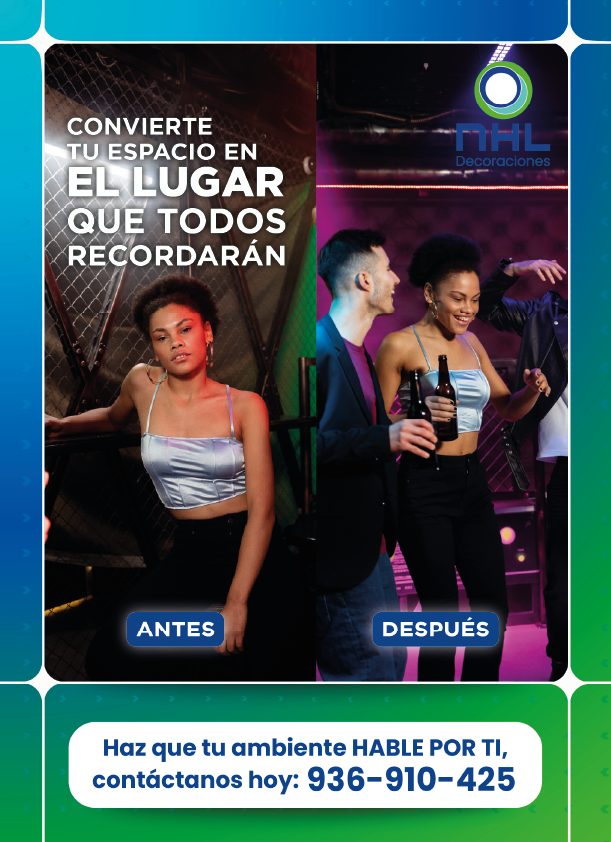 CONVIERTE
TU ESPACIO EN
EL LUGAR
QUE TODOS
RECORDARÁN
NHL
Decoraciones
ANTES
DESPUÉS
Haz que tu ambiente HABLE POR TI,
contáctanos hoy: 936-910-425